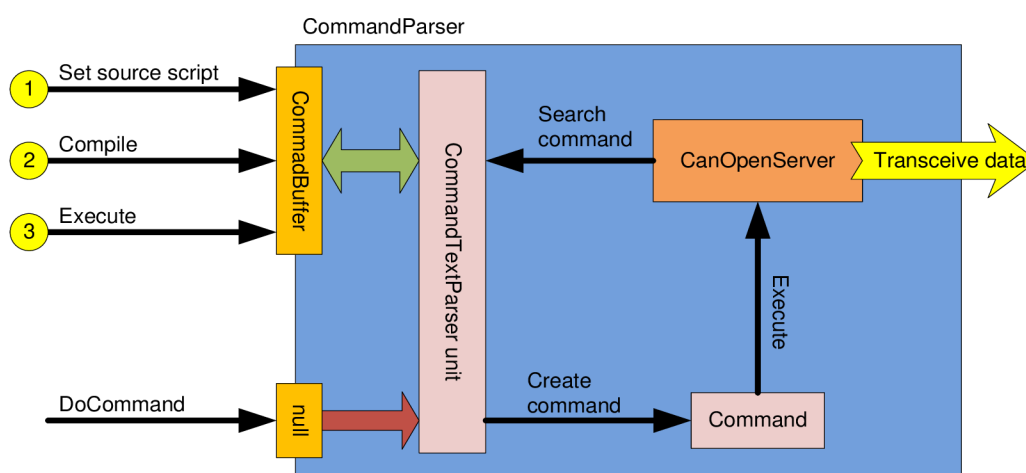 CommandParser
1
Set source script
2
Compile
3
Execute
CommadBuffer
CommandTextParser unit
Search
command
CanOpenServer
Transceive data
Execute
DoCommand
null
Create
command
Command